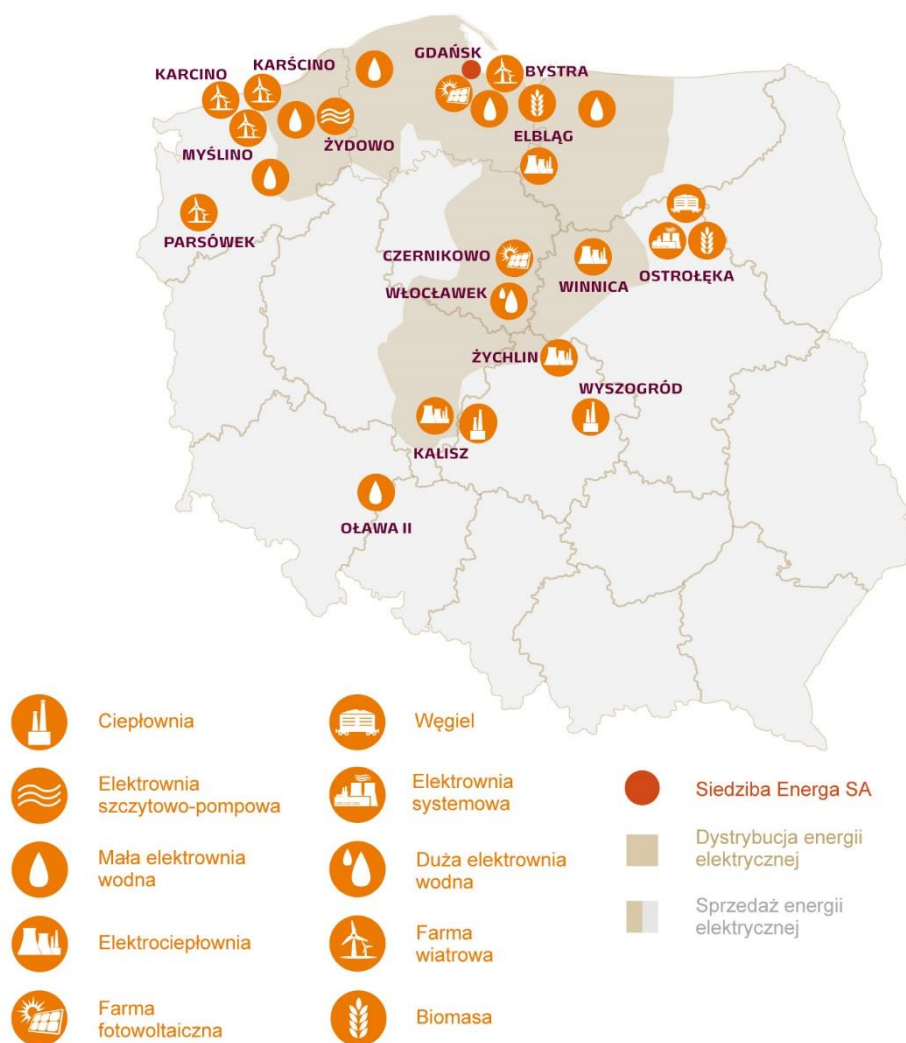 GDAŃSK
KARŚCINO
BYSTRA
KARCINO
ELBLĄG
ŻYDOWO
MYŚLINO
PARSÓWEK
CZERNIKOWO
OSTROŁĘKA
WINNICA
WŁOCŁAWEK
ŻYCHLIN
WYSZOGRÓD
KALISZ
OŁAWA II
Ciepłownia
Elektrownia
szczytowo-pompowa
Mała elektrownia
wodna
Elektrociepłownia
Farma
fotowoltaiczna
Węgiel
Elektrownia
systemowa
Duża elektrownia
wodna
Farma
wiatrowa
Biomasa
Siedziba Energa SA
Dystrybucja energii
elektrycznej
Sprzedaż energii
elektrycznej